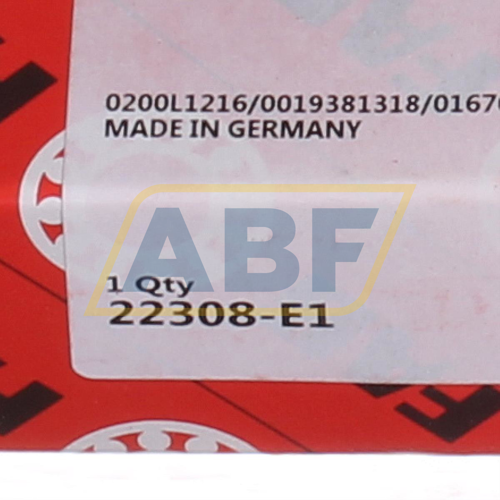 0200L1216/0019381318/0167
MADE IN GERMANY
ABF
1 Qty
22308-E1